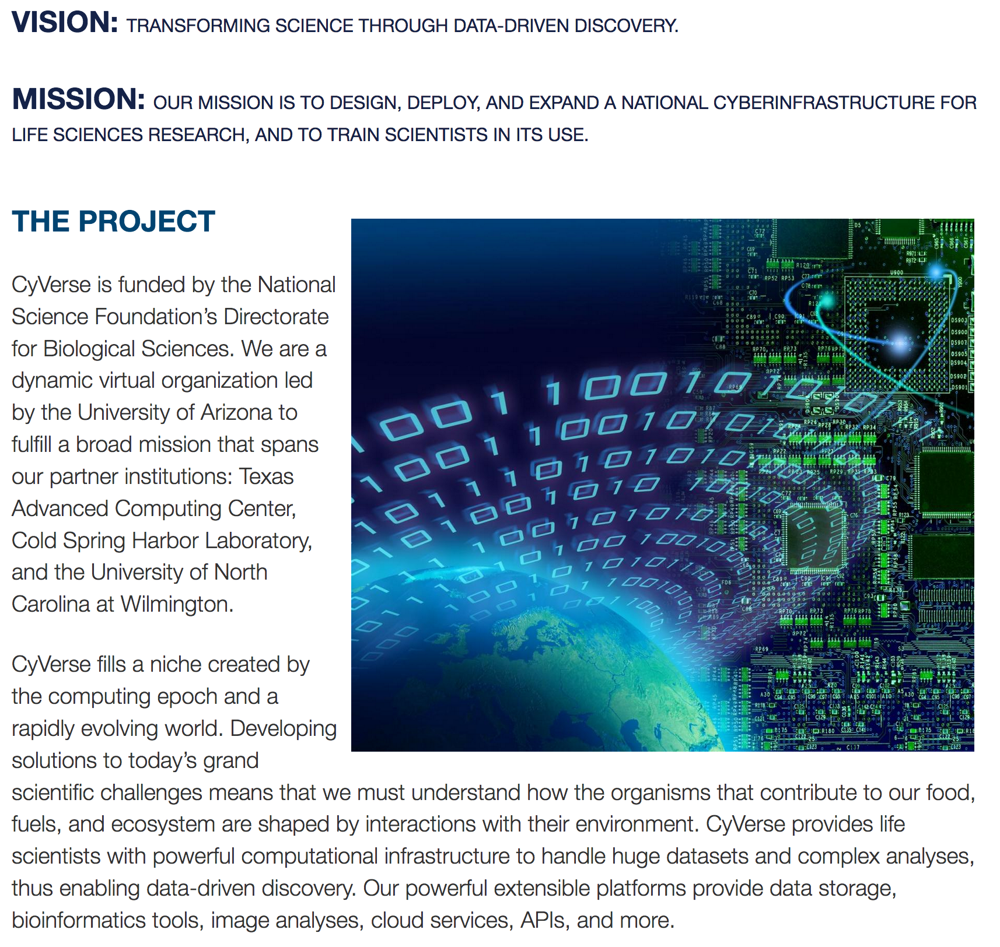 VISION: TRANSFORMING SCIENCE THROUGH DATA-DRIVEN DISCOVERY.
MISSION: OUR MISSION IS TO DESIGN, DEPLOY, AND EXPAND A NATIONAL CYBERINFRASTRUCTURE FOR
LIFE SCIENCES RESEARCH, AND TO TRAIN SCIENTISTS IN ITS USE.
THE PROJECT
CyVerse is funded by the National
Science Foundation’s Directorate
for Biological Sciences. We are a
dynamic virtual organization led
by the University of Arizona to
fulfill a broad mission that spans
our partner institutions: Texas
Advanced Computing Center,
Cold Spring Harbor Laboratory,
and the University of North
Carolina at Wilmington.
CyVerse fills a niche created by
the computing epoch and a
rapidly evolving world. Developing
solutions to today’s grand
scientific challenges means that we must understand how the organisms that contribute to our food,
fuels, and ecosystem are shaped by interactions with their environment. CyVerse provides life
scientists with powerful computational infrastructure to handle huge datasets and complex analyses,
thus enabling data-driven discovery. Our powerful extensible platforms provide data storage,
bioinformatics tools, image analyses, cloud services, APIs, and more.
U900
DS903
DS900
DS907
DS905
DS904
DS902
DS901